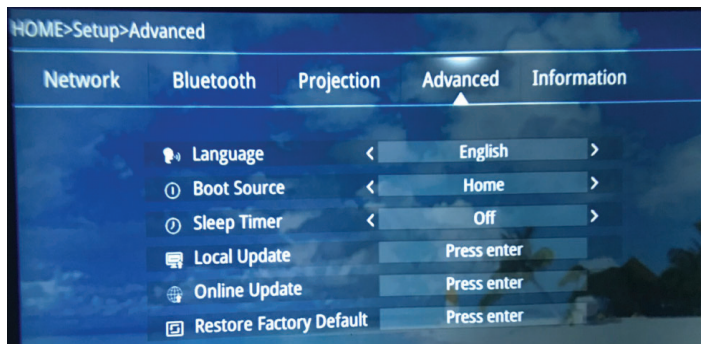 HOME>Setup>Advanced
Network Bluetooth Projection Advanced Information
Language < English >
Boot Source < Home >
Sleep Timer < Off >
Local Update Press enter
Online Update Press enter
Restore Factory Default Press enter